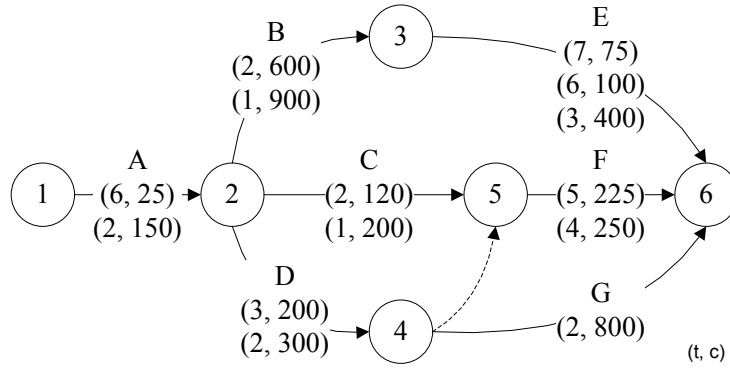 B
(2, 600)
(1, 900)
3
E
(7, 75)
(6, 100)
(3, 400)
1
A
(6, 25)
(2, 150)
2
C
(2, 120)
(1, 200)
5
F
(5, 225)
(4, 250)
6
D
(3, 200)
(2, 300)
4
G
(2, 800)
(t, c)